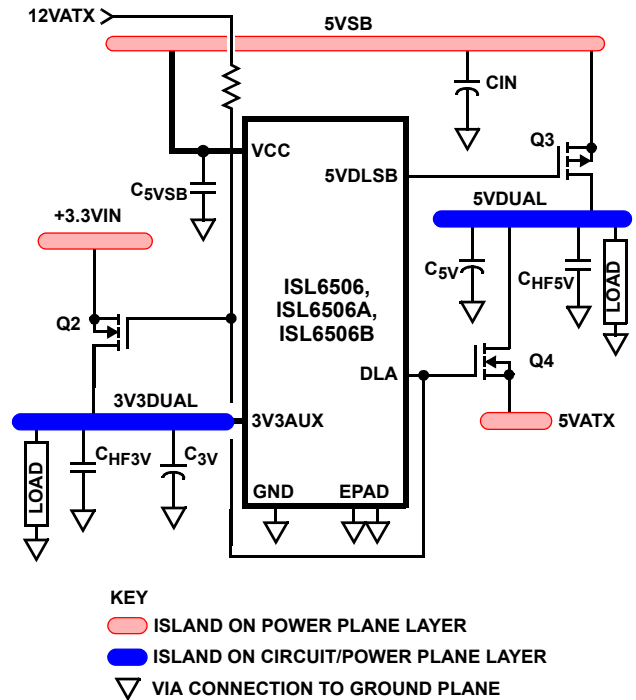 12VATX
5VSB
CIN
Q3
VCC
5VDLSB
C5VSB
5VDUAL
+3.3VIN
C5V
CHF5V
LOAD
ISL6506,
ISL6506A,
ISL6506B
Q2
Q4
DLA
3V3DUAL
3V3AUX
5VATX
CHF3V
C3V
LOAD
GND
EPAD
KEY
ISLAND ON POWER PLANE LAYER
ISLAND ON CIRCUIT/POWER PLANE LAYER
VIA CONNECTION TO GROUND PLANE